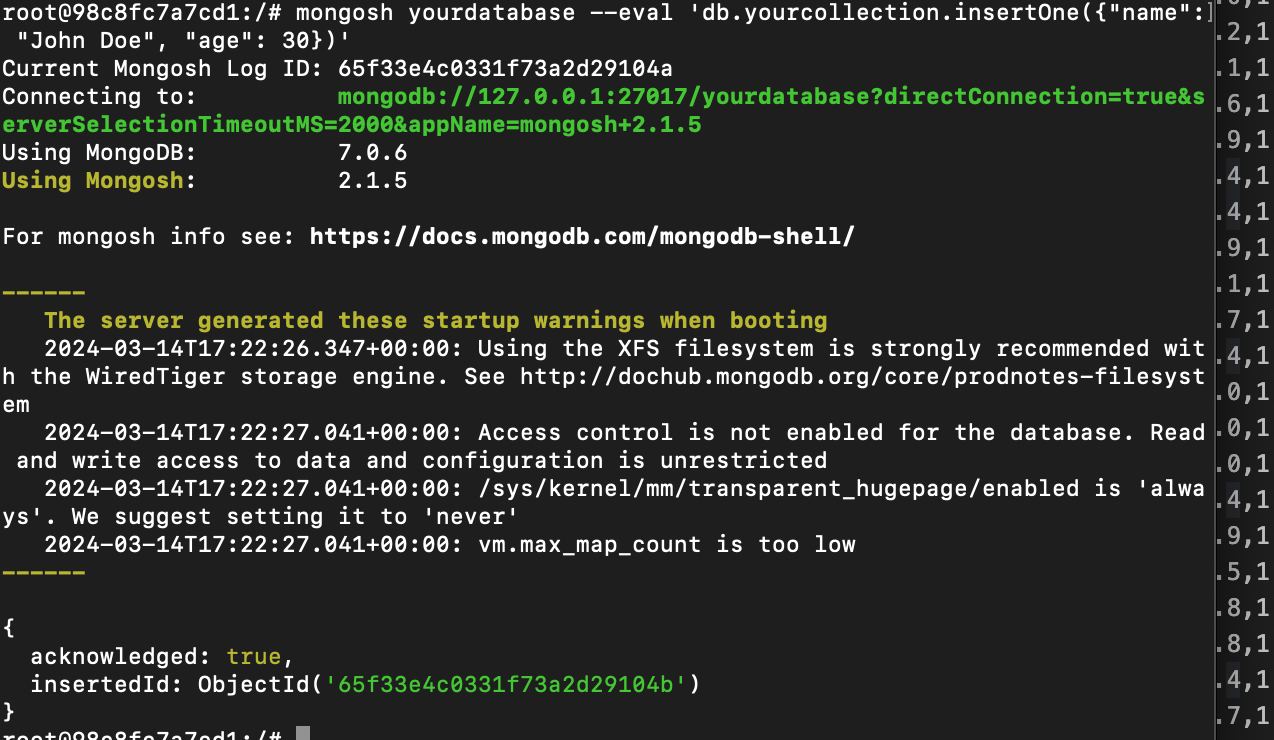 root@98c8fc7a7cd1:/# mongosh yourdatabase --eval 'db.yourcollection.insertOne({"name":
"John Doe", "age": 30})'
Current Mongosh Log ID: 65f33e4c0331f73a2d29104a
Connecting to: mongodb://127.0.0.1:27017/yourdatabase?directConnection=true&s
erverSelectionTimeoutMS=2000&appName=mongosh+2.1.5
Using MongoDB: 7.0.6
Using Mongosh: 2.1.5
For mongosh info see: https://docs.mongodb.com/mongodb-shell/
------
The server generated these startup warnings when booting
2024-03-14T17:22:26.347+00:00: Using the XFS filesystem is strongly recommended wit
h the WiredTiger storage engine. See http://dochub.mongodb.org/core/prodnotes-filesyst
em
2024-03-14T17:22:27.041+00:00: Access control is not enabled for the database. Read
and write access to data and configuration is unrestricted
2024-03-14T17:22:27.041+00:00: /sys/kernel/mm/transparent_hugepage/enabled is 'alwa
ys'. We suggest setting it to 'never'
2024-03-14T17:22:27.041+00:00: vm.max_map_count is too low
------
{
acknowledged: true,
insertedId: ObjectId('65f33e4c0331f73a2d29104b')
}
root@98c8fc7a7cd1:/#
.2,1
.1,1
.6,1
.9,1
.4,1
.4,1
.9,1
.1,1
.7,1
.4,1
.0,1
.0,1
.0,1
.4,1
.9,1
.5,1
.8,1
.8,1
.4,1
.7,1